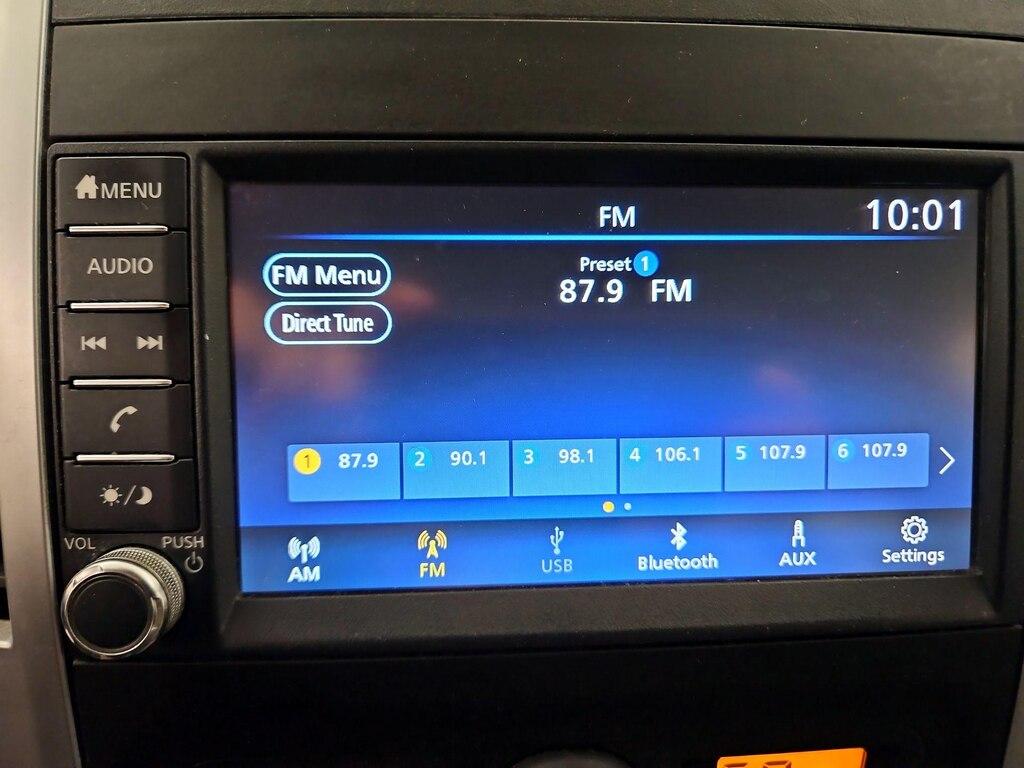 MENU
AUDIO
VOL
PUSH
FM
10:01
FM Menu
Preset 1
87.9 FM
Direct Tune
1 87.9
2 90.1
3 98.1
4 106.1
5 107.9
6 107.9
AM
FM
USB
Bluetooth
AUX
Settings